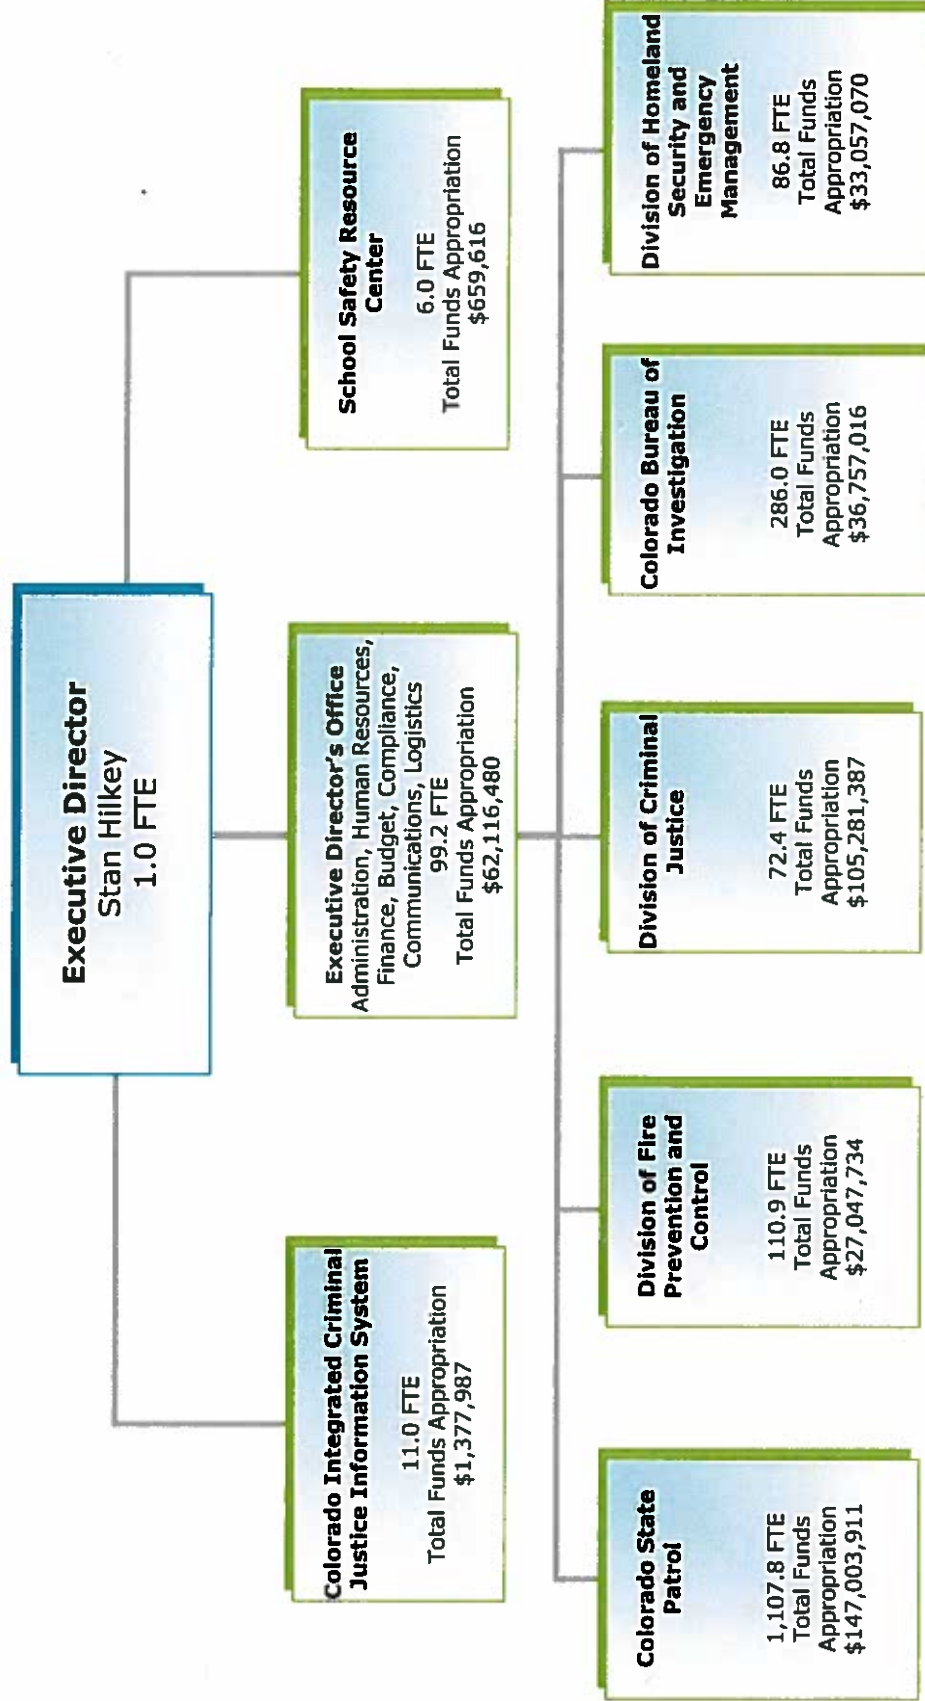 Executive Director
Stan Hilkey
1.0 FTE
Colorado Integrated Criminal
Justice Information System
11.0 FTE
Total Funds Appropriation
$1,377,987
Executive Director's Office
Administration, Human Resources,
Finance, Budget, Compliance,
Communications, Logistics
99.2 FTE
Total Funds Appropriation
$62,116,480
School Safety Resource
Center
6.0 FTE
Total Funds Appropriation
$659,616
Colorado State
Patrol
1,107.8 FTE
Total Funds
Appropriation
$147,003,911
Division of Fire
Prevention and
Control
110.9 FTE
Total Funds
Appropriation
$27,047,734
Division of Criminal
Justice
72.4 FTE
Total Funds
Appropriation
$105,281,387
Colorado Bureau of
Investigation
286.0 FTE
Total Funds
Appropriation
$36,757,016
Division of Homeland
Security and
Emergency
Management
86.8 FTE
Total Funds
Appropriation
$33,057,070